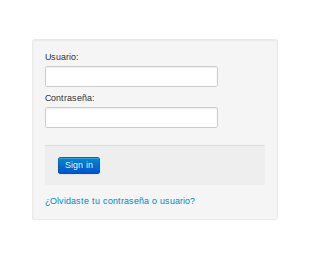 Usuario:
Contraseña:
Sign in
¿Olvidaste tu contraseña o usuario?